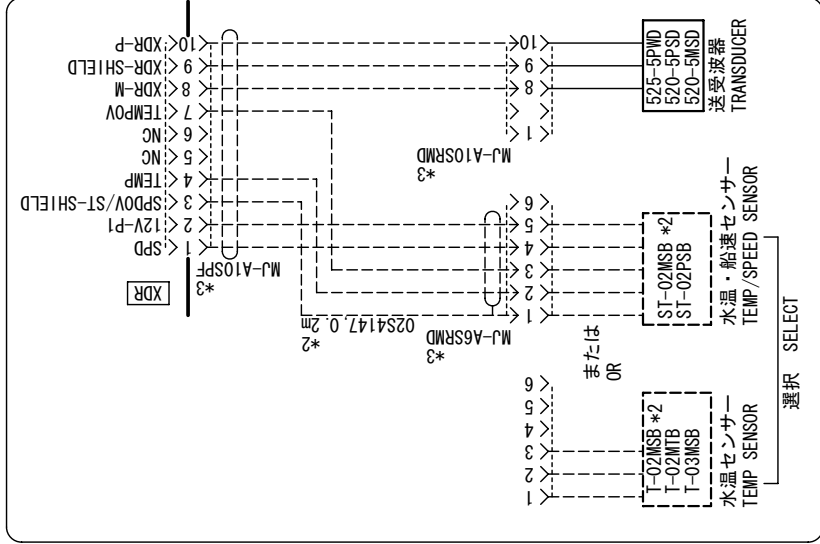 XDR
SPD 1
12V-P1 2
SPD0V/ST-SHIELD 3
TEMP 4
NC 5
NC 6
TEMP0V 7
XDR-M 8
XDR-SHIELD 9
XDR-P 10
*3
MJ-A10SPF
*2
02S4147.0.2m
*3
MJ-A6SRMD
1
2
3
4
5
6
*3
MJ-A10SRMD
1
8
9
10
525-5PWD
520-5PSD
520-5MSD
送受波器
TRANSDUCER
ST-02MSB *2
ST-02PSB
水温・船速センサー
TEMP/SPEED SENSOR
または
OR
1
2
3
4
5
6
T-02MSB *2
T-02MTB
T-03MSB
水温センサー
TEMP SENSOR
選択 SELECT